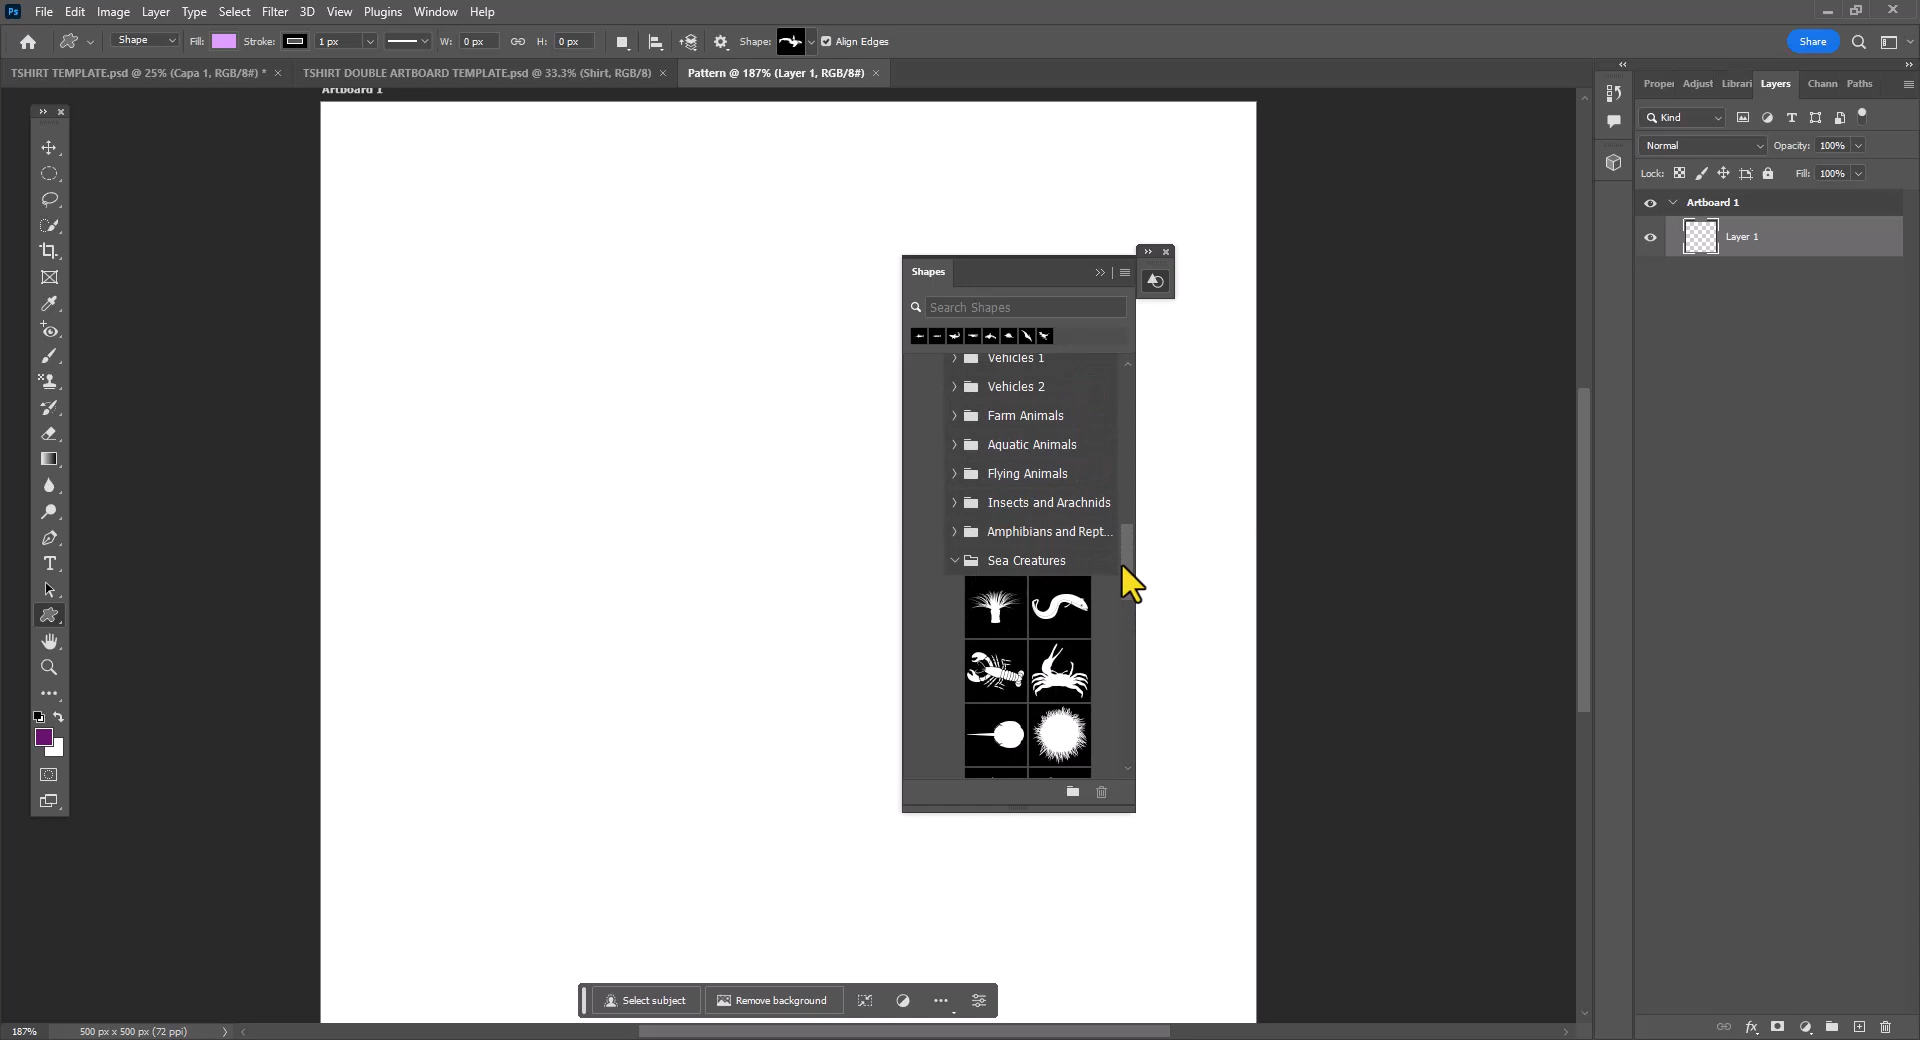 Ps File Edit Image Layer Type Select Filter 3D View Plugins Window Help
Shape Fill: Stroke: 1 px W: 0 px H: 0 px Shape: Align Edges Share
TSHIRT TEMPLATE.psd @ 25% (Capa 1, RGB/8#) * TSHIRT DOUBLE ARTBOARD TEMPLATE.psd @ 33.3% (Shirt, RGB/8) Pattern @ 187% (Layer 1, RGB/8#)
Artboard 1
Proper Adjust Librari Layers Chann Paths
Kind
Normal Opacity: 100%
Lock: Fill: 100%
Artboard 1
Layer 1
Shapes
Search Shapes
Vehicles 1
Vehicles 2
Farm Animals
Aquatic Animals
Flying Animals
Insects and Arachnids
Amphibians and Rept...
Sea Creatures
Select subject Remove background
187% 500 px x 500 px (72 ppi)